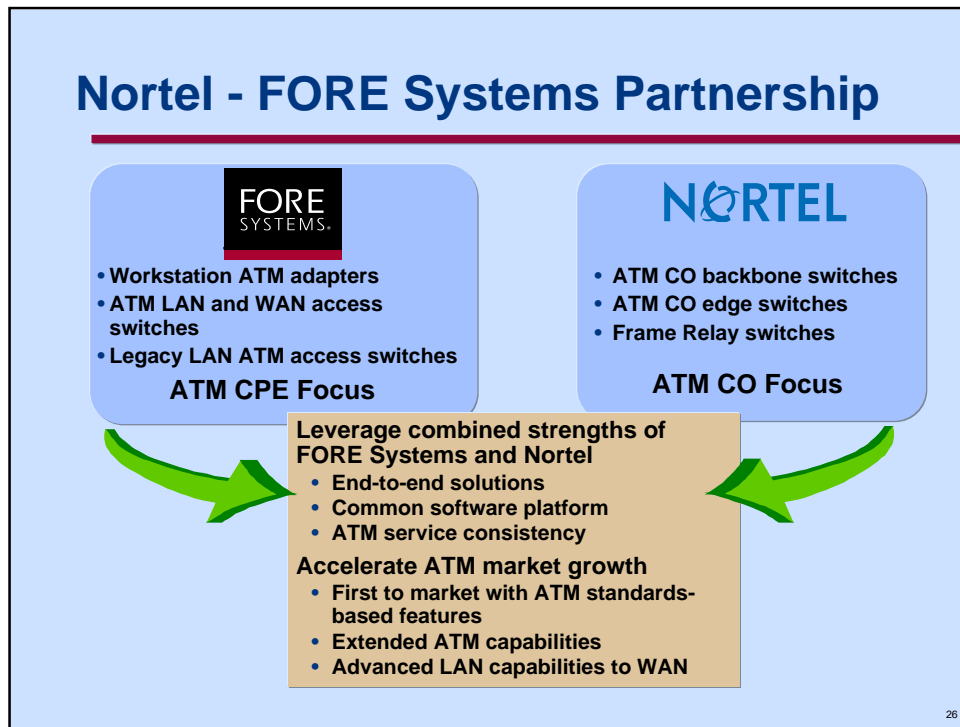 Nortel - FORE Systems Partnership
FORE
SYSTEMS®
• Workstation ATM adapters
• ATM LAN and WAN access
switches
• Legacy LAN ATM access switches
ATM CPE Focus
NORTEL
• ATM CO backbone switches
• ATM CO edge switches
• Frame Relay switches
ATM CO Focus
Leverage combined strengths of
FORE Systems and Nortel
• End-to-end solutions
• Common software platform
• ATM service consistency
Accelerate ATM market growth
• First to market with ATM standards-
based features
• Extended ATM capabilities
• Advanced LAN capabilities to WAN
26